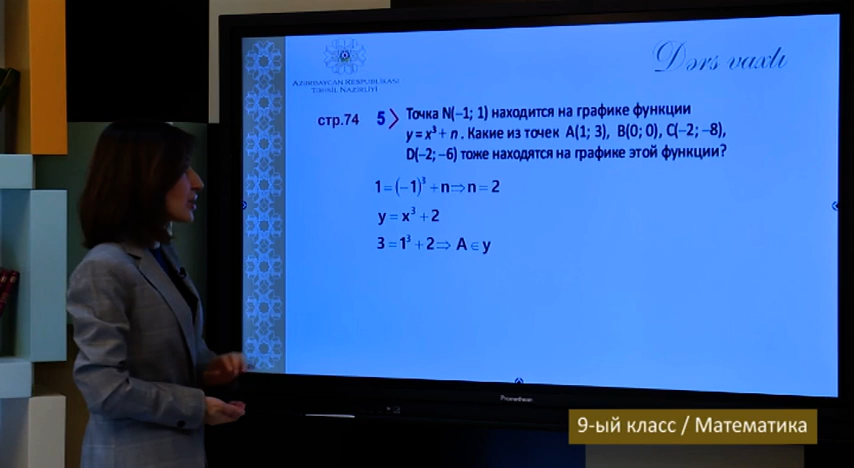 Dərs vaxtı
AZƏRBAYCAN RESPUBLİKASI
TƏHSİL NAZİRLİYİ
стр.74 5 Точка N(−1; 1) находится на графике функции
y = x³ + n . Какие из точек A(1; 3), B(0; 0), C(−2; −8),
D(−2; −6) тоже находятся на графике этой функции?
1 = (−1)³ + n ⇒ n = 2
y = x³ + 2
3 = 1³ + 2 ⇒ A ∈ y
Promethean
9-ый класс / Математика